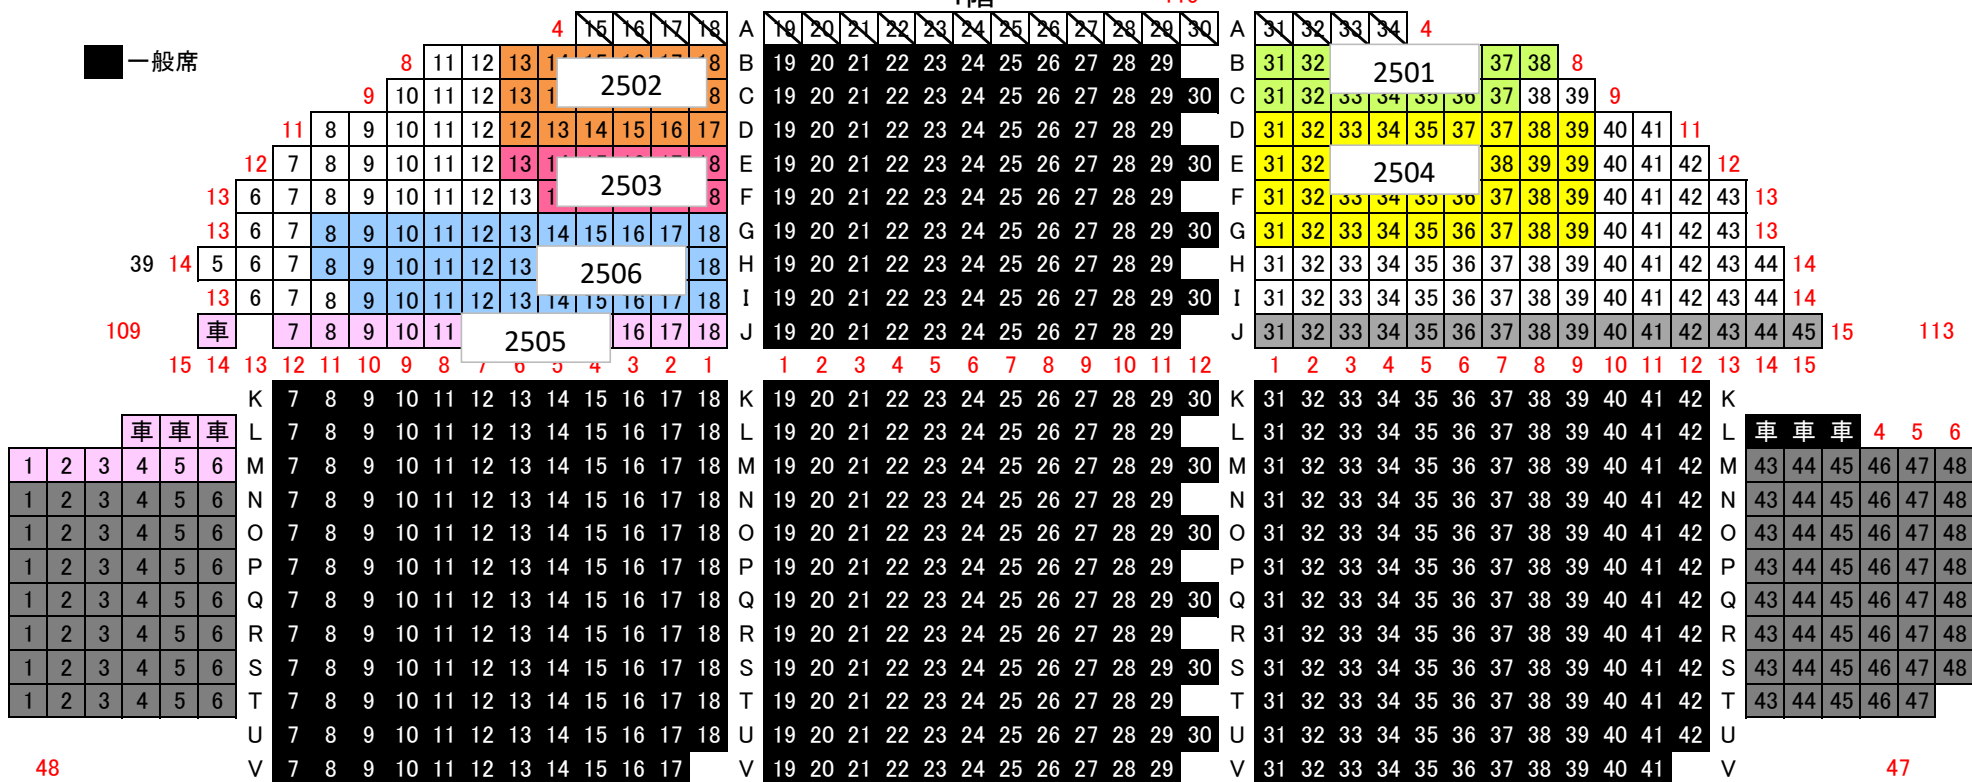 4 15 16 17 18 A 19 20 21 22 23 24 25 26 27 28 29 30 A 31 32 33 34 4
一般席 8 11 12 13 18 B 19 20 21 22 23 24 25 26 27 28 29 B 31 32 37 38 8
2502 2501
9 10 11 12 13 C 19 20 21 22 23 24 25 26 27 28 29 30 C 31 32 33 34 35 36 37 38 39 9
11 8 9 10 11 12 12 13 14 15 16 17 D 19 20 21 22 23 24 25 26 27 28 29 D 31 32 33 34 35 37 37 38 39 40 41 11
12 7 8 9 10 11 12 13 18 E 19 20 21 22 23 24 25 26 27 28 29 30 E 31 32 38 39 39 40 41 42 12
2503 2504
13 6 7 8 9 10 11 12 13 F 19 20 21 22 23 24 25 26 27 28 29 F 31 32 33 34 35 36 37 38 39 40 41 42 43 13
13 6 7 8 9 10 11 12 13 14 15 16 17 18 G 19 20 21 22 23 24 25 26 27 28 29 30 G 31 32 33 34 35 36 37 38 39 40 41 42 43 13
39 14 5 6 7 8 9 10 11 12 13 2506 18 H 19 20 21 22 23 24 25 26 27 28 29 H 31 32 33 34 35 36 37 38 39 40 41 42 43 44 14
13 6 7 8 9 10 11 12 13 14 15 16 17 18 I 19 20 21 22 23 24 25 26 27 28 29 30 I 31 32 33 34 35 36 37 38 39 40 41 42 43 44 14
109 車 7 8 9 10 11 2505 16 17 18 J 19 20 21 22 23 24 25 26 27 28 29 J 31 32 33 34 35 36 37 38 39 40 41 42 43 44 45 15 113
15 14 13 12 11 10 9 8 7 6 5 4 3 2 1 1 2 3 4 5 6 7 8 9 10 11 12 1 2 3 4 5 6 7 8 9 10 11 12 13 14 15
K 7 8 9 10 11 12 13 14 15 16 17 18 K 19 20 21 22 23 24 25 26 27 28 29 30 K 31 32 33 34 35 36 37 38 39 40 41 42 K
車 車 車 L 7 8 9 10 11 12 13 14 15 16 17 18 L 19 20 21 22 23 24 25 26 27 28 29 L 31 32 33 34 35 36 37 38 39 40 41 42 L 車 車 車 4 5 6
1 2 3 4 5 6 M 7 8 9 10 11 12 13 14 15 16 17 18 M 19 20 21 22 23 24 25 26 27 28 29 30 M 31 32 33 34 35 36 37 38 39 40 41 42 M 43 44 45 46 47 48
1 2 3 4 5 6 N 7 8 9 10 11 12 13 14 15 16 17 18 N 19 20 21 22 23 24 25 26 27 28 29 N 31 32 33 34 35 36 37 38 39 40 41 42 N 43 44 45 46 47 48
1 2 3 4 5 6 O 7 8 9 10 11 12 13 14 15 16 17 18 O 19 20 21 22 23 24 25 26 27 28 29 30 O 31 32 33 34 35 36 37 38 39 40 41 42 O 43 44 45 46 47 48
1 2 3 4 5 6 P 7 8 9 10 11 12 13 14 15 16 17 18 P 19 20 21 22 23 24 25 26 27 28 29 P 31 32 33 34 35 36 37 38 39 40 41 42 P 43 44 45 46 47 48
1 2 3 4 5 6 Q 7 8 9 10 11 12 13 14 15 16 17 18 Q 19 20 21 22 23 24 25 26 27 28 29 30 Q 31 32 33 34 35 36 37 38 39 40 41 42 Q 43 44 45 46 47 48
1 2 3 4 5 6 R 7 8 9 10 11 12 13 14 15 16 17 18 R 19 20 21 22 23 24 25 26 27 28 29 R 31 32 33 34 35 36 37 38 39 40 41 42 R 43 44 45 46 47 48
1 2 3 4 5 6 S 7 8 9 10 11 12 13 14 15 16 17 18 S 19 20 21 22 23 24 25 26 27 28 29 30 S 31 32 33 34 35 36 37 38 39 40 41 42 S 43 44 45 46 47 48
1 2 3 4 5 6 T 7 8 9 10 11 12 13 14 15 16 17 18 T 19 20 21 22 23 24 25 26 27 28 29 T 31 32 33 34 35 36 37 38 39 40 41 42 T 43 44 45 46 47
U 7 8 9 10 11 12 13 14 15 16 17 18 U 19 20 21 22 23 24 25 26 27 28 29 30 U 31 32 33 34 35 36 37 38 39 40 41 42 U
48 V 7 8 9 10 11 12 13 14 15 16 17 V 19 20 21 22 23 24 25 26 27 28 29 V 31 32 33 34 35 36 37 38 39 40 41 V 47